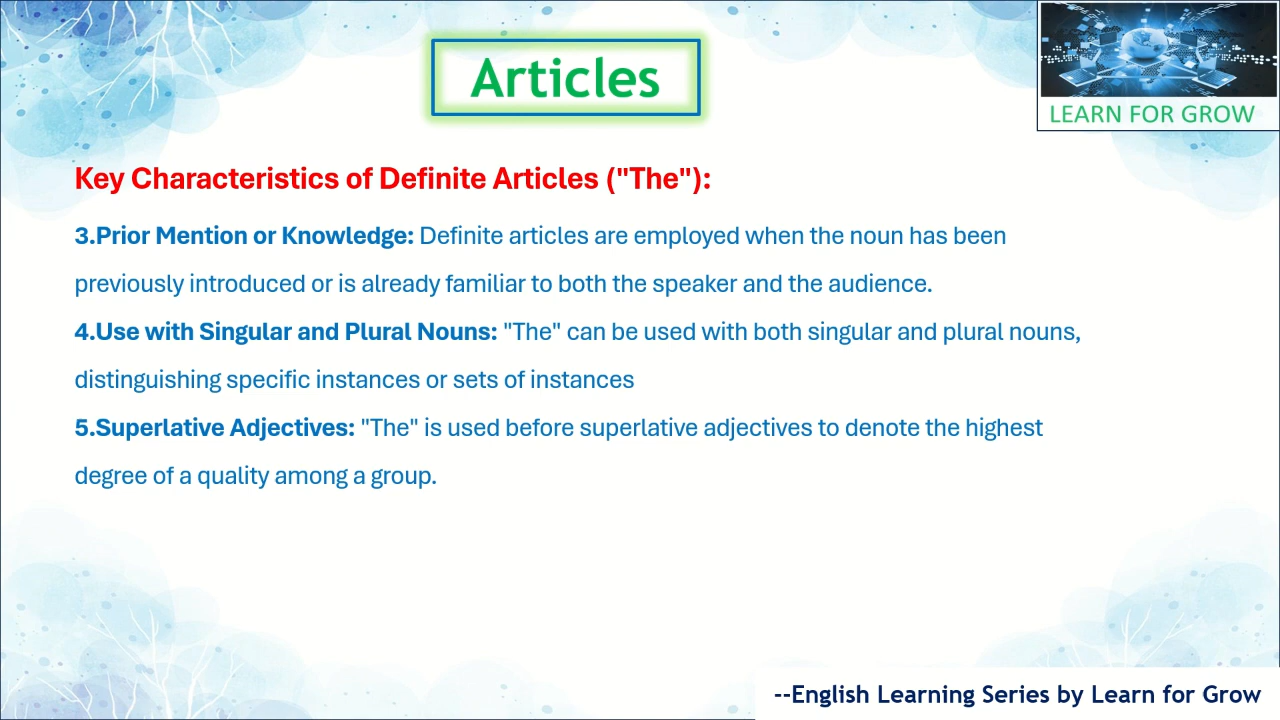 Articles
LEARN FOR GROW
Key Characteristics of Definite Articles ("The"):
3.Prior Mention or Knowledge: Definite articles are employed when the noun has been
previously introduced or is already familiar to both the speaker and the audience.
4.Use with Singular and Plural Nouns: "The" can be used with both singular and plural nouns,
distinguishing specific instances or sets of instances
5.Superlative Adjectives: "The" is used before superlative adjectives to denote the highest
degree of a quality among a group.
--English Learning Series by Learn for Grow